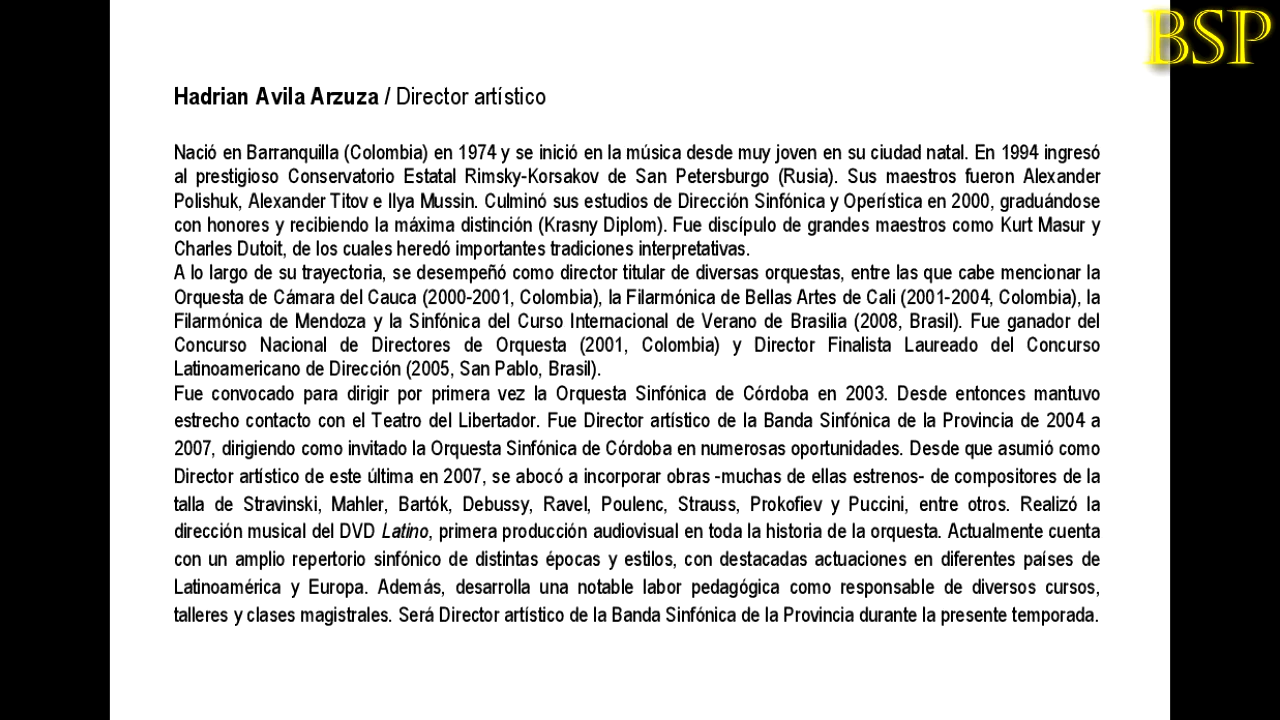 BSP
Hadrian Avila Arzuza / Director artístico
Nació en Barranquilla (Colombia) en 1974 y se inició en la música desde muy joven en su ciudad natal. En 1994 ingresó
al prestigioso Conservatorio Estatal Rimsky-Korsakov de San Petersburgo (Rusia). Sus maestros fueron Alexander
Polishuk, Alexander Titov e Ilya Mussin. Culminó sus estudios de Dirección Sinfónica y Operística en 2000, graduándose
con honores y recibiendo la máxima distinción (Krasny Diplom). Fue discípulo de grandes maestros como Kurt Masur y
Charles Dutoit, de los cuales heredó importantes tradiciones interpretativas.
A lo largo de su trayectoria, se desempeñó como director titular de diversas orquestas, entre las que cabe mencionar la
Orquesta de Cámara del Cauca (2000-2001, Colombia), la Filarmónica de Bellas Artes de Cali (2001-2004, Colombia), la
Filarmónica de Mendoza y la Sinfónica del Curso Internacional de Verano de Brasilia (2008, Brasil). Fue ganador del
Concurso Nacional de Directores de Orquesta (2001, Colombia) y Director Finalista Laureado del Concurso
Latinoamericano de Dirección (2005, San Pablo, Brasil).
Fue convocado para dirigir por primera vez la Orquesta Sinfónica de Córdoba en 2003. Desde entonces mantuvo
estrecho contacto con el Teatro del Libertador. Fue Director artístico de la Banda Sinfónica de la Provincia de 2004 a
2007, dirigiendo como invitado la Orquesta Sinfónica de Córdoba en numerosas oportunidades. Desde que asumió como
Director artístico de este última en 2007, se abocó a incorporar obras -muchas de ellas estrenos- de compositores de la
talla de Stravinski, Mahler, Bartók, Debussy, Ravel, Poulenc, Strauss, Prokofiev y Puccini, entre otros. Realizó la
dirección musical del DVD Latino, primera producción audiovisual en toda la historia de la orquesta. Actualmente cuenta
con un amplio repertorio sinfónico de distintas épocas y estilos, con destacadas actuaciones en diferentes países de
Latinoamérica y Europa. Además, desarrolla una notable labor pedagógica como responsable de diversos cursos,
talleres y clases magistrales. Será Director artístico de la Banda Sinfónica de la Provincia durante la presente temporada.